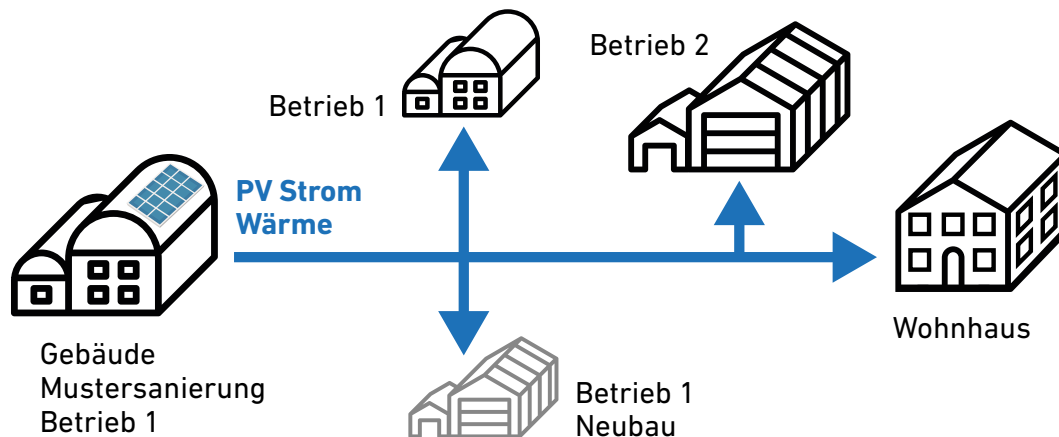 Betrieb 1
Betrieb 2
PV Strom
Wärme
Gebäude
Mustersanierung
Betrieb 1
Betrieb 1
Neubau
Wohnhaus